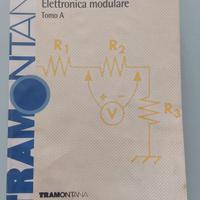 Elettronica modulare
Tomo A
TRAMONTANA
R1
R2
V
R3
TRAMONTANA